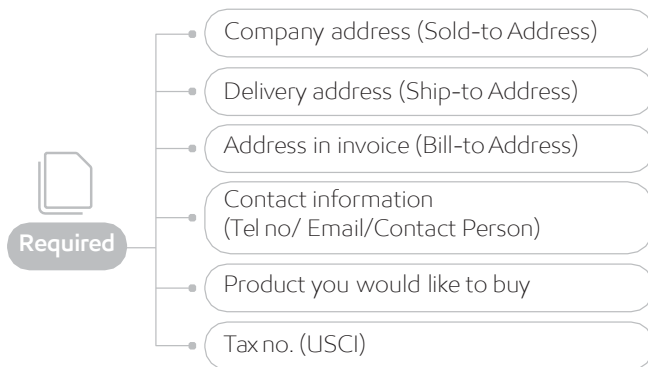 Company address (Sold-to Address)
Delivery address (Ship-to Address)
Address in invoice (Bill-to Address)
Contact information
(Tel no/ Email/Contact Person)
Required
Product you would like to buy
Tax no. (USCI)